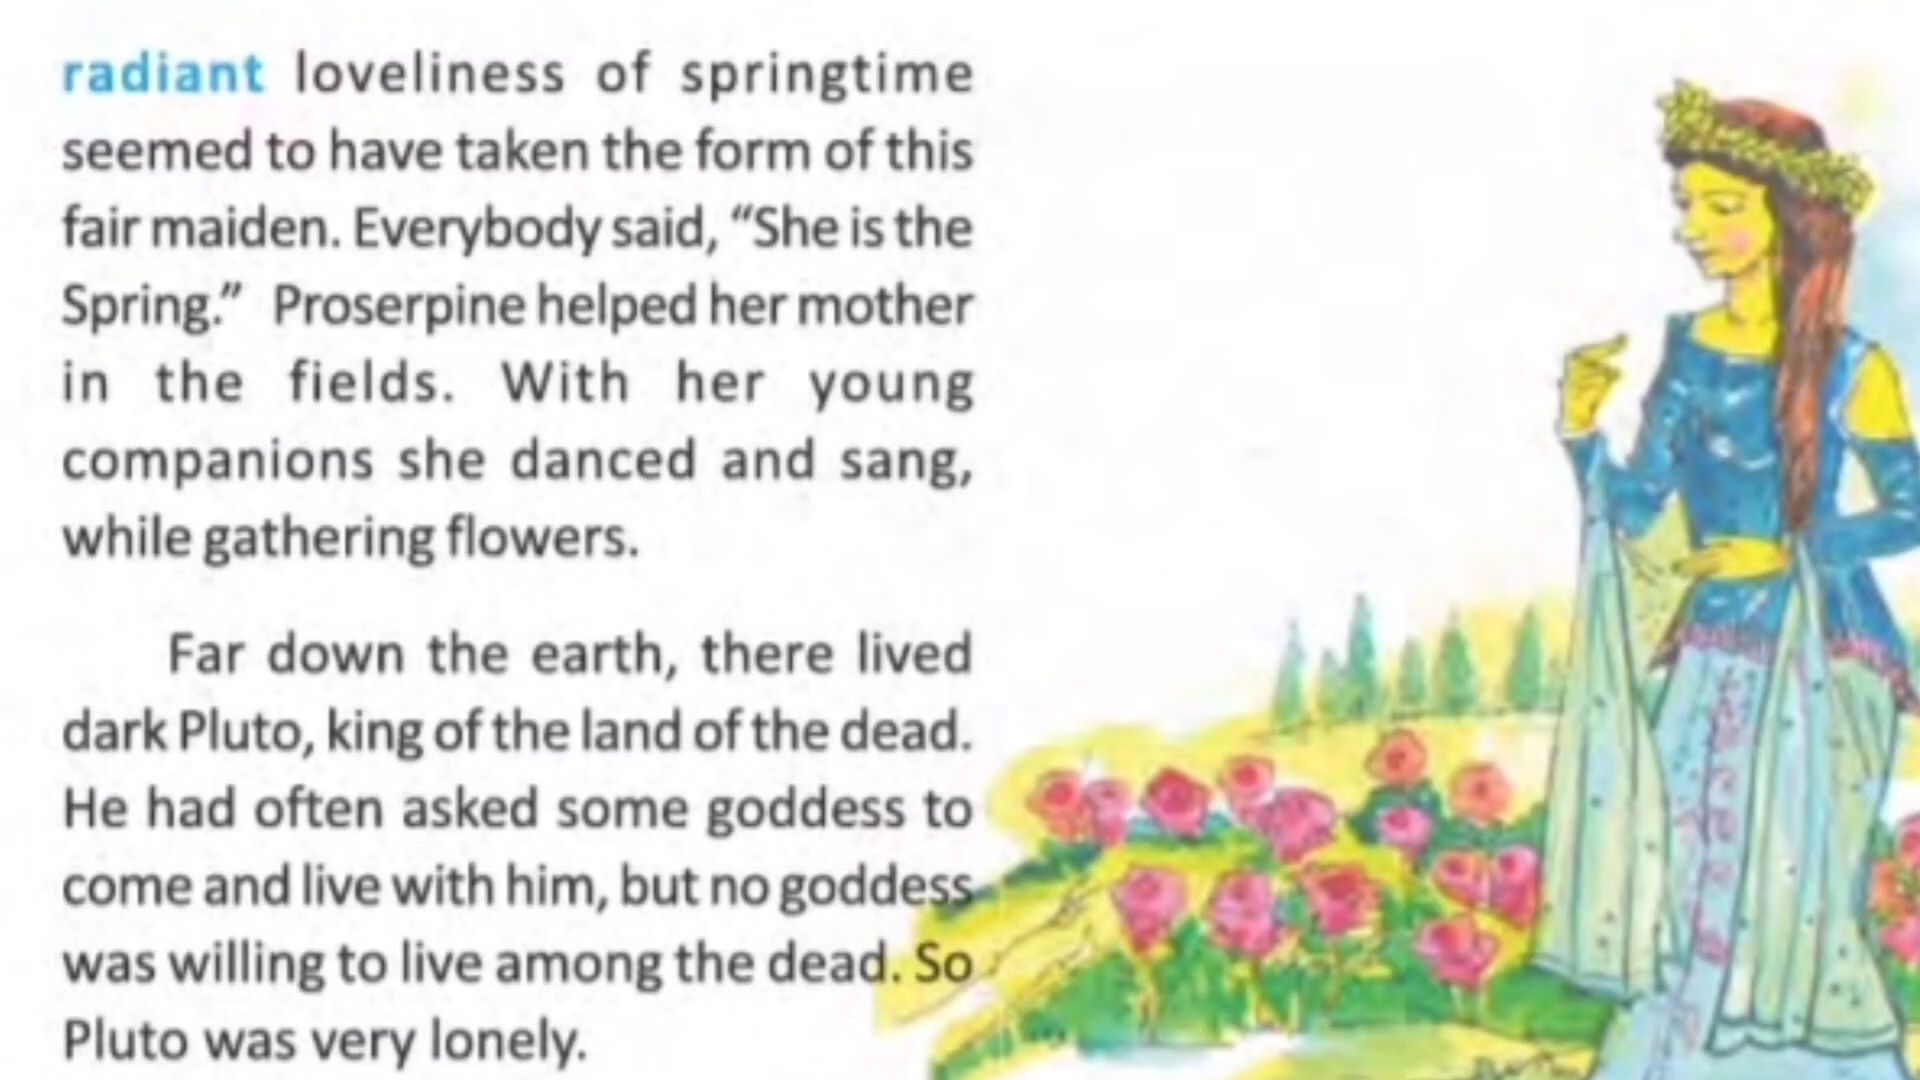 radiant loveliness of springtime
seemed to have taken the form of this
fair maiden. Everybody said, “She is the
Spring.” Proserpine helped her mother
in the fields. With her young
companions she danced and sang,
while gathering flowers.
Far down the earth, there lived
dark Pluto, king of the land of the dead.
He had often asked some goddess to
come and live with him, but no goddess
was willing to live among the dead. So
Pluto was very lonely.